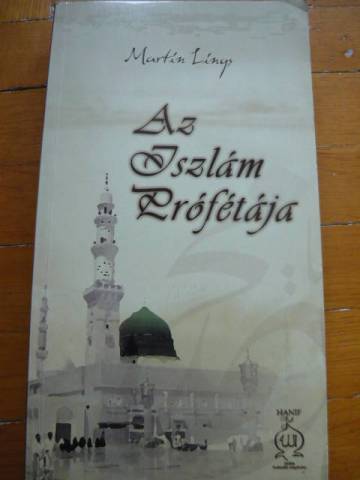 Martin Lings
Az
Iszlám
Prófétája
HANIF